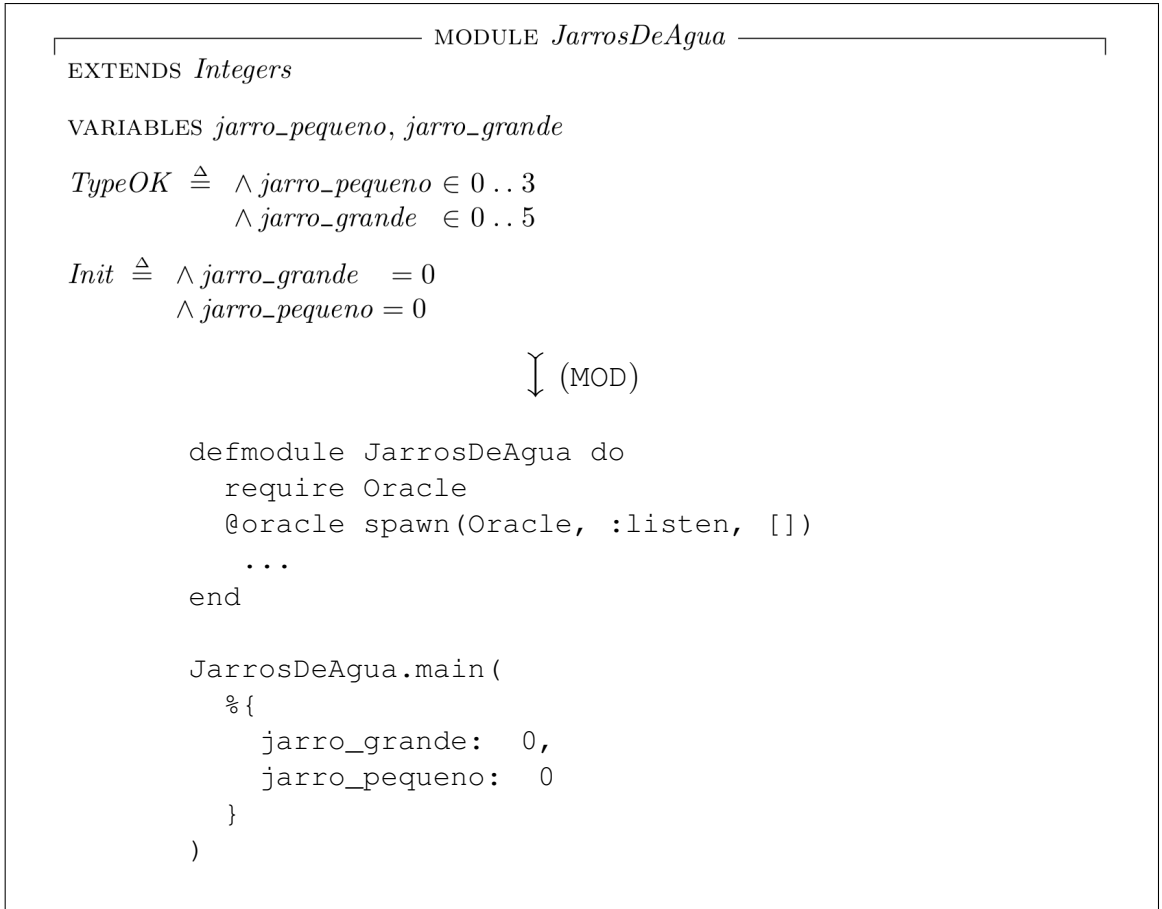 MODULE JarrosDeAgua
EXTENDS Integers
VARIABLES jarro_pequeno, jarro_grande
TypeOK ≜ ∧ jarro_pequeno ∈ 0 . . 3
∧ jarro_grande ∈ 0 . . 5
Init ≜ ∧ jarro_grande = 0
∧ jarro_pequeno = 0
↕ (MOD)
defmodule JarrosDeAgua do
require Oracle
@oracle spawn(Oracle, :listen, [])
...
end
JarrosDeAgua.main(
%{
jarro_grande: 0,
jarro_pequeno: 0
}
)